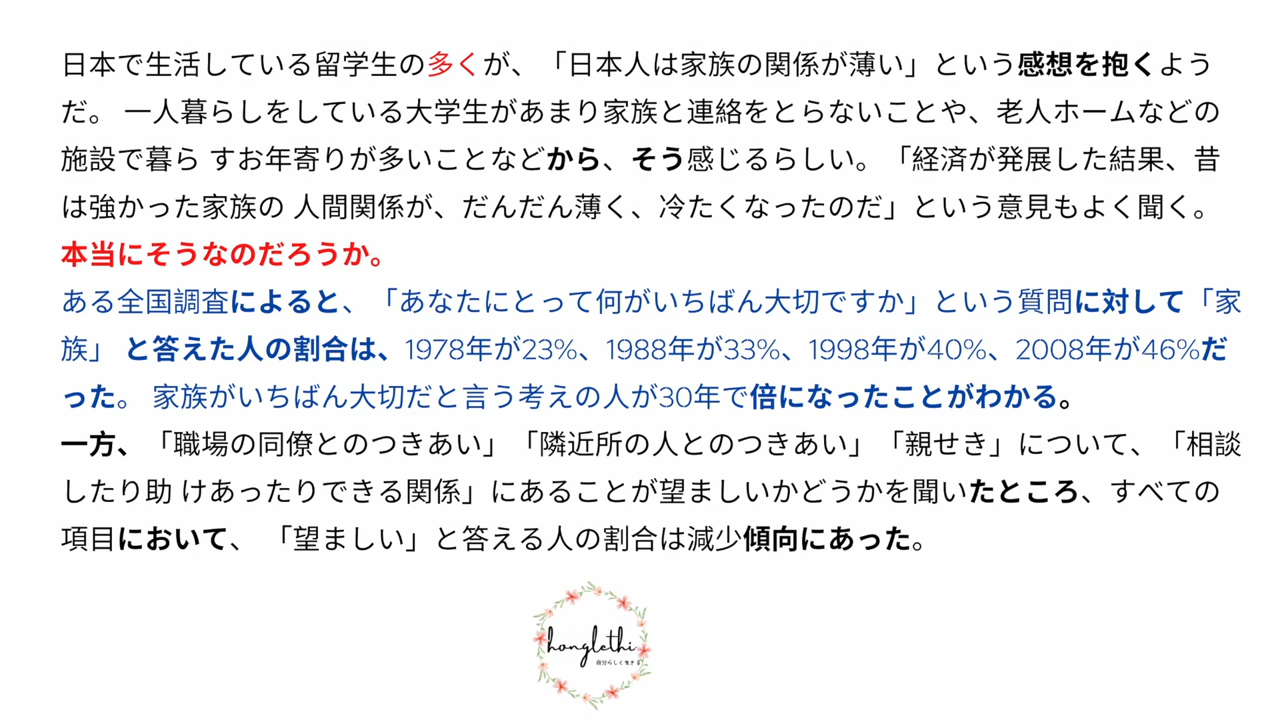 日本で生活している留学生の多くが、「日本人は家族の関係が薄い」という感想を抱くよう
だ。 一人暮らしをしている大学生があまり家族と連絡をとらないことや、老人ホームなどの
施設で暮ら すお年寄りが多いことなどから、そう感じるらしい。「経済が発展した結果、昔
は強かった家族の 人間関係が、だんだん薄く、冷たくなったのだ」という意見もよく聞く。
本当にそうなのだろうか。
ある全国調査によると、「あなたにとって何がいちばん大切ですか」という質問に対して「家
族」 と答えた人の割合は、1978年が23%、1988年が33%、1998年が40%、2008年が46%だ
った。 家族がいちばん大切だと言う考えの人が30年で倍になったことがわかる。
一方、「職場の同僚とのつきあい」「隣近所の人とのつきあい」「親せき」について、「相談
したり助 けあったりできる関係」にあることが望ましいかどうかを聞いたところ、すべての
項目において、 「望ましい」と答える人の割合は減少傾向にあった。
honglethi
自分らしく生きる